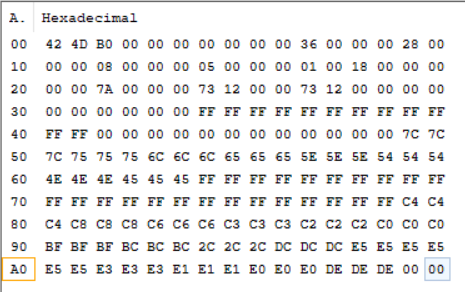 A. Hexadecimal
00 42 4D B0 00 00 00 00 00 00 00 36 00 00 00 28 00
10 00 00 08 00 00 00 05 00 00 00 01 00 18 00 00 00
20 00 00 7A 00 00 00 73 12 00 00 73 12 00 00 00 00
30 00 00 00 00 00 00 FF FF FF FF FF FF FF FF FF FF
40 FF FF 00 00 00 00 00 00 00 00 00 00 00 00 7C 7C
50 7C 75 75 75 6C 6C 6C 65 65 65 5E 5E 5E 54 54 54
60 4E 4E 4E 45 45 45 FF FF FF FF FF FF FF FF FF FF
70 FF FF FF FF FF FF FF FF FF FF FF FF FF FF C4 C4
80 C4 C8 C8 C8 C6 C6 C6 C3 C3 C3 C2 C2 C2 C0 C0 C0
90 BF BF BF BC BC BC 2C 2C 2C DC DC DC E5 E5 E5 E5
A0 E5 E5 E3 E3 E3 E1 E1 E1 E0 E0 E0 DE DE DE 00 00